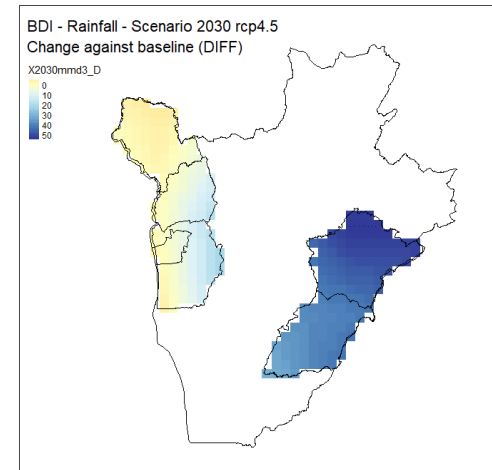 BDI - Rainfall - Scenario 2030 rcp4.5
Change against baseline (DIFF)
X2030mmd3_D
0
10
20
30
40
50